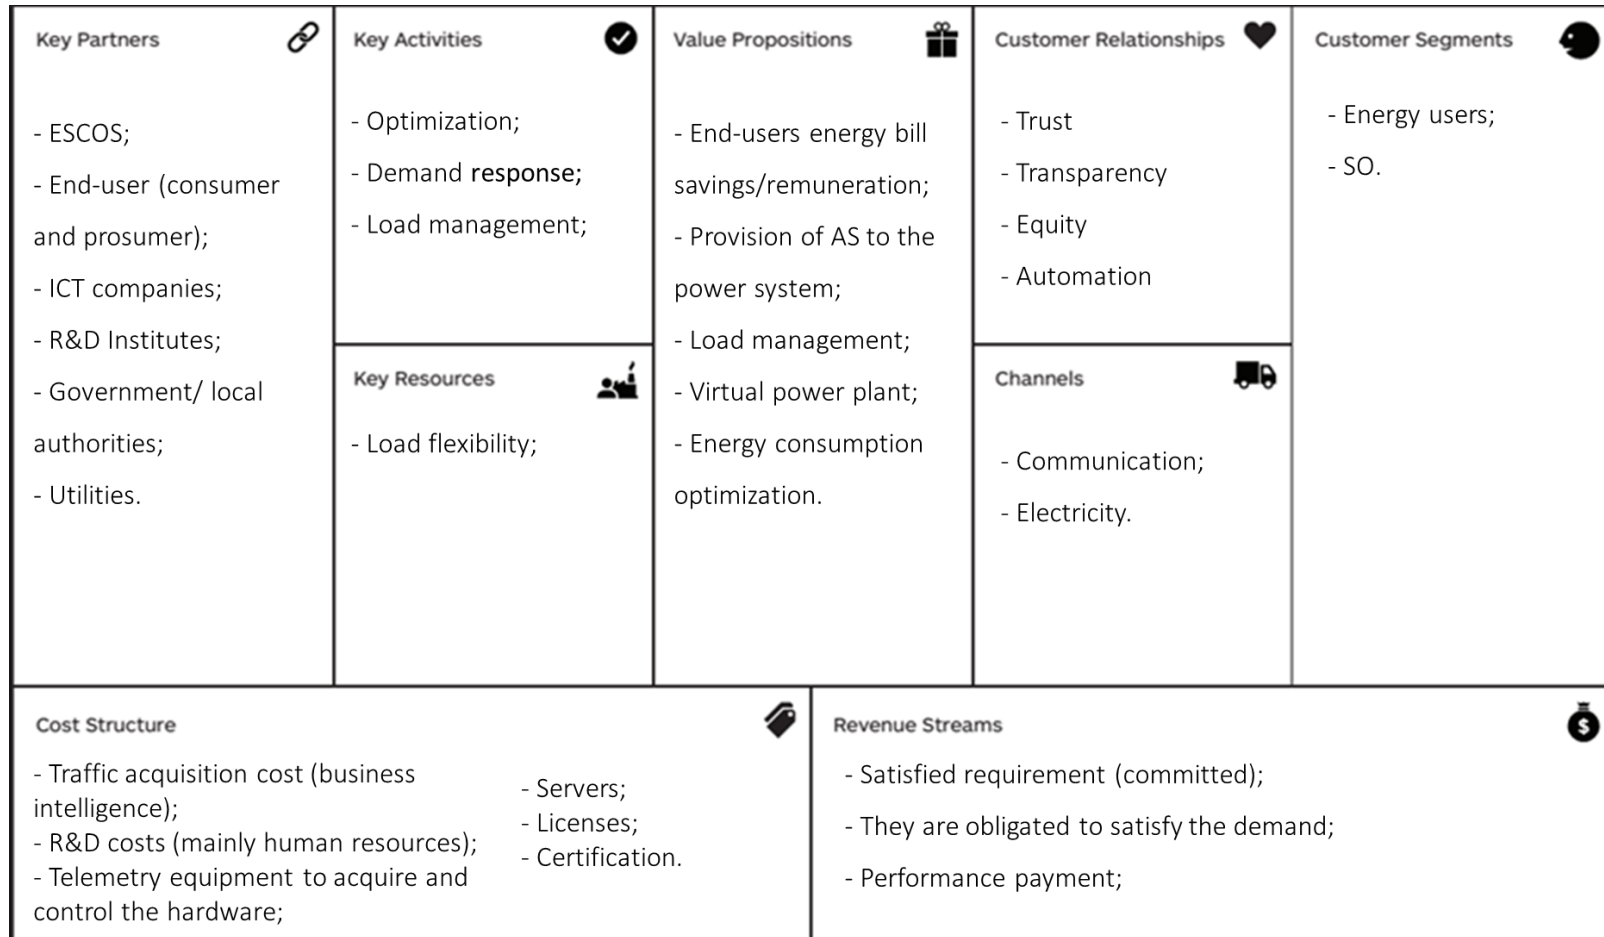 Key Partners
- ESCOS;
- End-user (consumer
and prosumer);
- ICT companies;
- R&D Institutes;
- Government/ local
authorities;
- Utilities.
Key Activities
- Optimization;
- Demand response;
- Load management;
Key Resources
- Load flexibility;
Value Propositions
- End-users energy bill
savings/remuneration;
- Provision of AS to the
power system;
- Load management;
- Virtual power plant;
- Energy consumption
optimization.
Customer Relationships
- Trust
- Transparency
- Equity
- Automation
Channels
- Communication;
- Electricity.
Customer Segments
- Energy users;
- SO.
Cost Structure
- Traffic acquisition cost (business
intelligence);
- R&D costs (mainly human resources);
- Telemetry equipment to acquire and
control the hardware;
- Servers;
- Licenses;
- Certification.
Revenue Streams
$
- Satisfied requirement (committed);
- They are obligated to satisfy the demand;
- Performance payment;